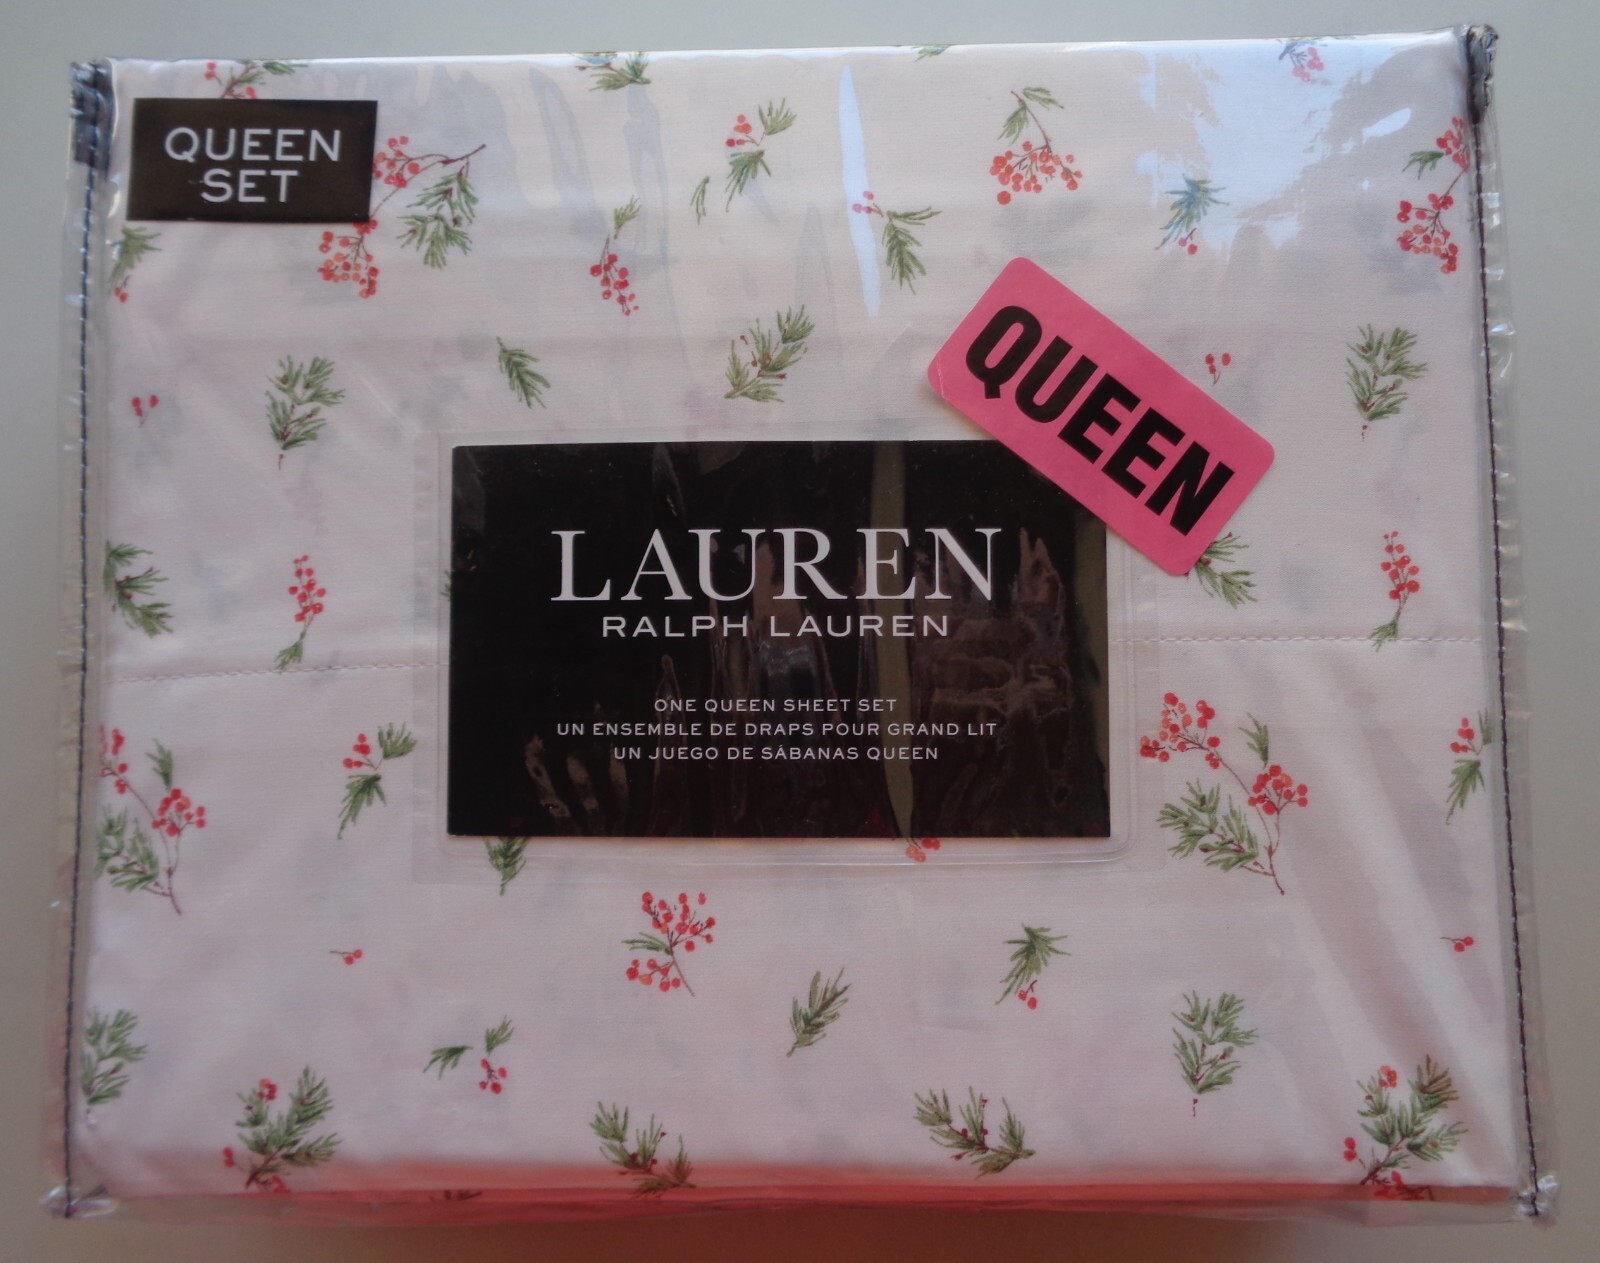 QUEEN
SET
QUEEN
LAUREN
RALPH LAUREN
ONE QUEEN SHEET SET
UN ENSEMBLE DE DRAPS POUR GRAND LIT
UN JUEGO DE SÁBANAS QUEEN